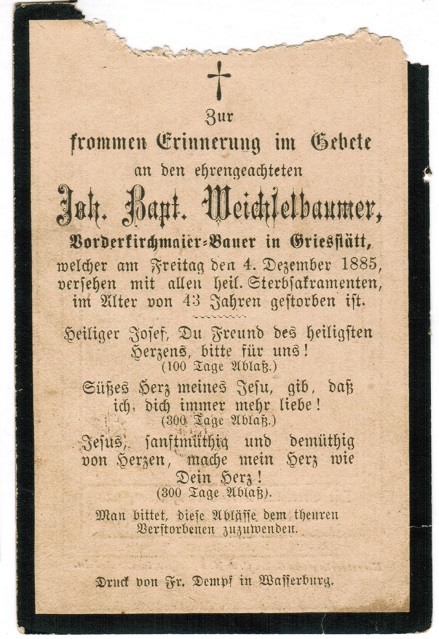 Zur
frommen Erinnerung im Gebete
an den ehrengeachteten
Joh. Bapt. Weichselbaumer,
Vorderkirchmaier-Bauer in Griesstätt,
welcher am Freitag den 4. Dezember 1885,
versehen mit allen heil. Sterbsakramenten,
im Alter von 43 Jahren gestorben ist.
Heiliger Josef, Du Freund des heiligsten
Herzens, bitte für uns!
(100 Tage Ablaß.)
Süßes Herz meines Jesu, gib, daß
ich dich immer mehr liebe!
(300 Tage Ablaß.)
Jesus, sanftmüthig und demüthig
von Herzen, mache mein Herz wie
Dein Herz!
(300 Tage Ablaß).
Man bittet, diese Ablässe dem theuren
Verstorbenen zuzuwenden.
Druck von Fr. Dempf in Wasserburg.